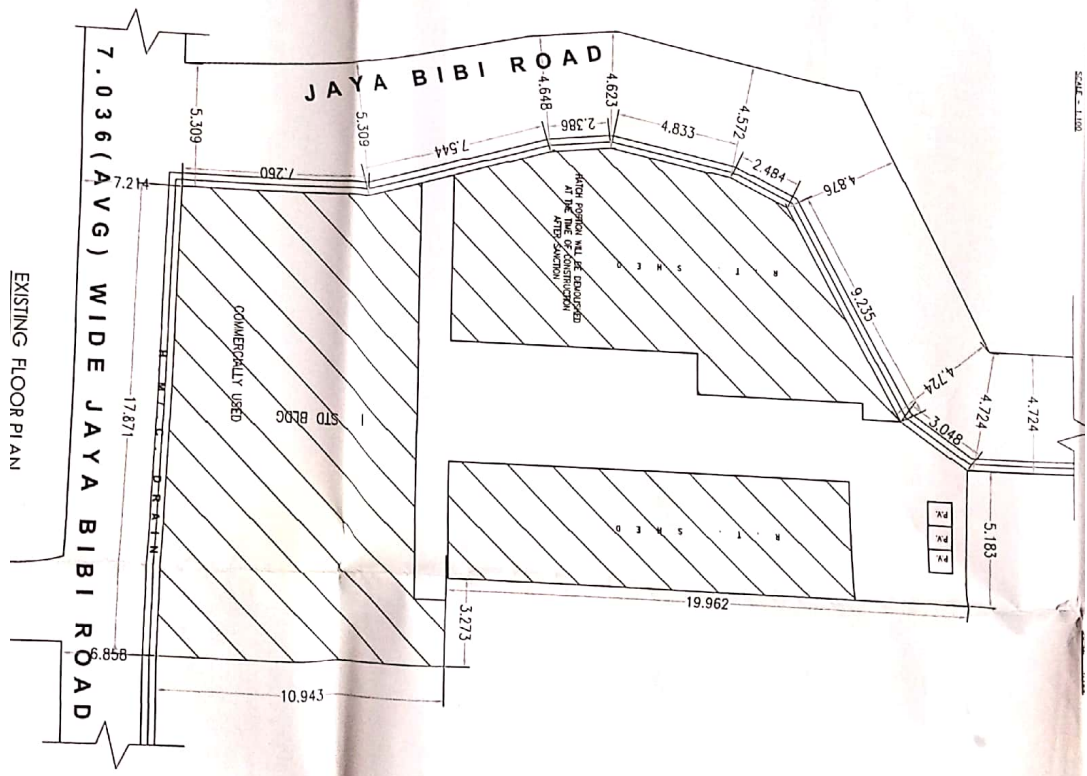 SCALE - 1:100
JAYA BIBI ROAD
5.309
5.309
4.648
4.623
4.572
4.876
7.260
7.544
2.386
4.833
2.484
9.235
4.724
3.048
4.724
4.724
5.183
7.214
17.871
6.858
10.943
3.273
19.962
HATCH PORTION WILL BE DEMOLISHED
AT THE TIME OF CONSTRUCTION
AFTER SANCTION
R . T . SHED
R . T . SHED
COMMERCIALLY USED
I STD BLDG
H. M. C. DRAIN
P.V.
P.V.
P.V.
7.036(AVG) WIDE JAYA BIBI ROAD
EXISTING FLOOR PLAN